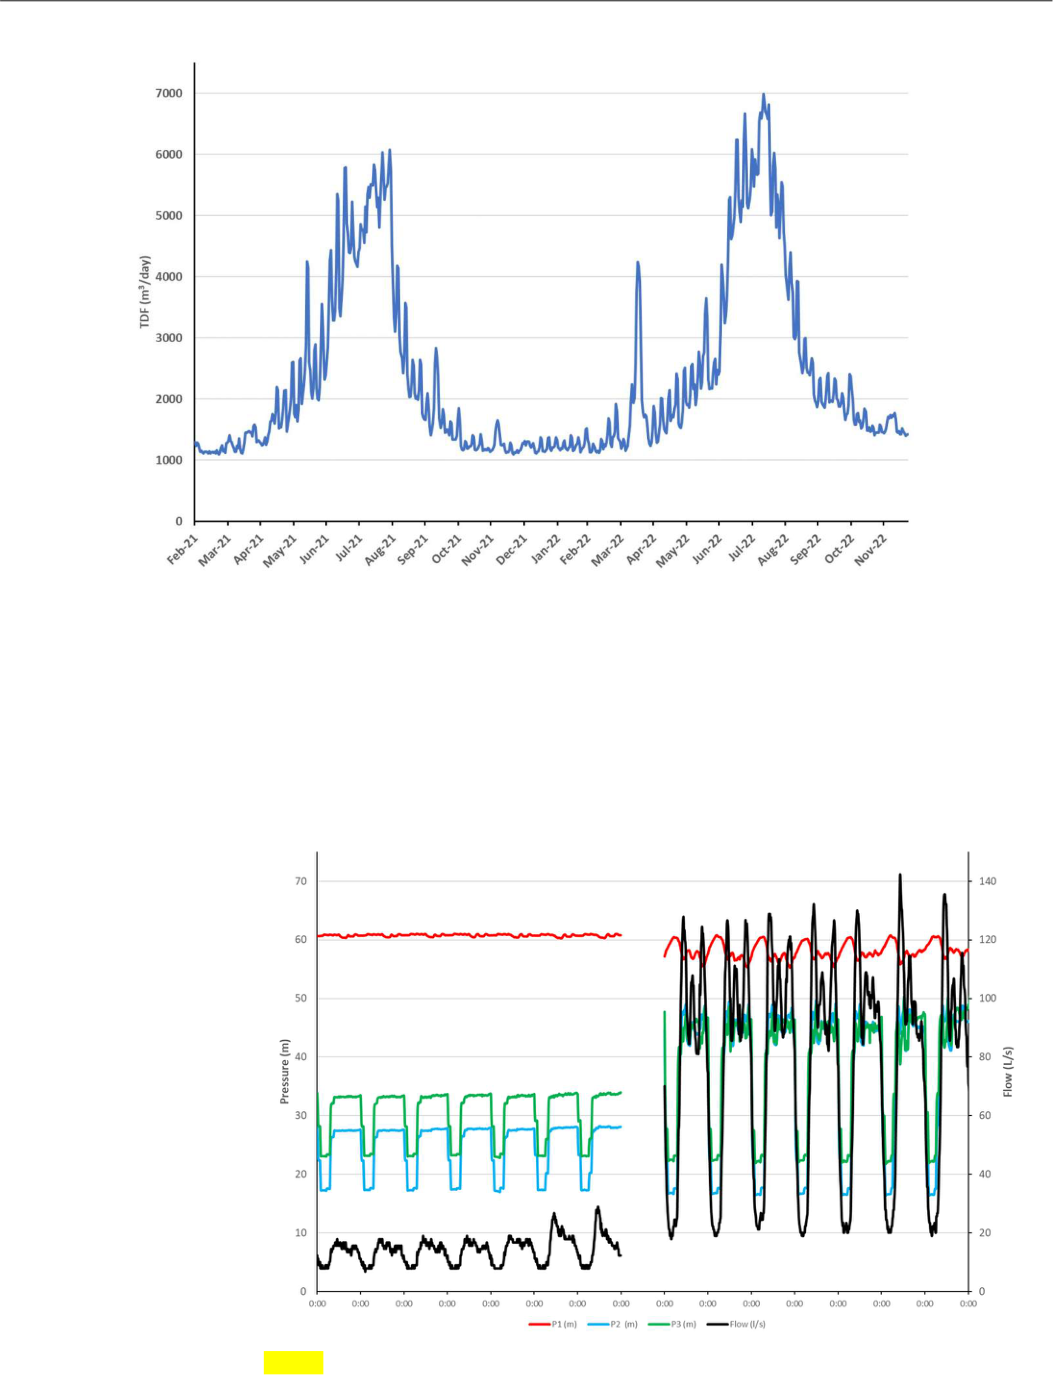 7000
6000
5000
4000
3000
2000
1000
0
TDF (m³/day)
Feb-21 Mar-21 Apr-21 May-21 Jun-21 Jul-21 Aug-21 Sep-21 Oct-21 Nov-21 Dec-21 Jan-22 Feb-22 Mar-22 Apr-22 May-22 Jun-22 Jul-22 Aug-22 Sep-22 Oct-22 Nov-22
70 140
60 120
50 100
40 80
30 60
20 40
10 20
0 0
Pressure (m)
Flow (L/s)
0:00 0:00 0:00 0:00 0:00 0:00 0:00 0:00 0:00 0:00 0:00 0:00 0:00 0:00 0:00 0:00
P1 (m) P2 (m) P3 (m) Flow (l/s)